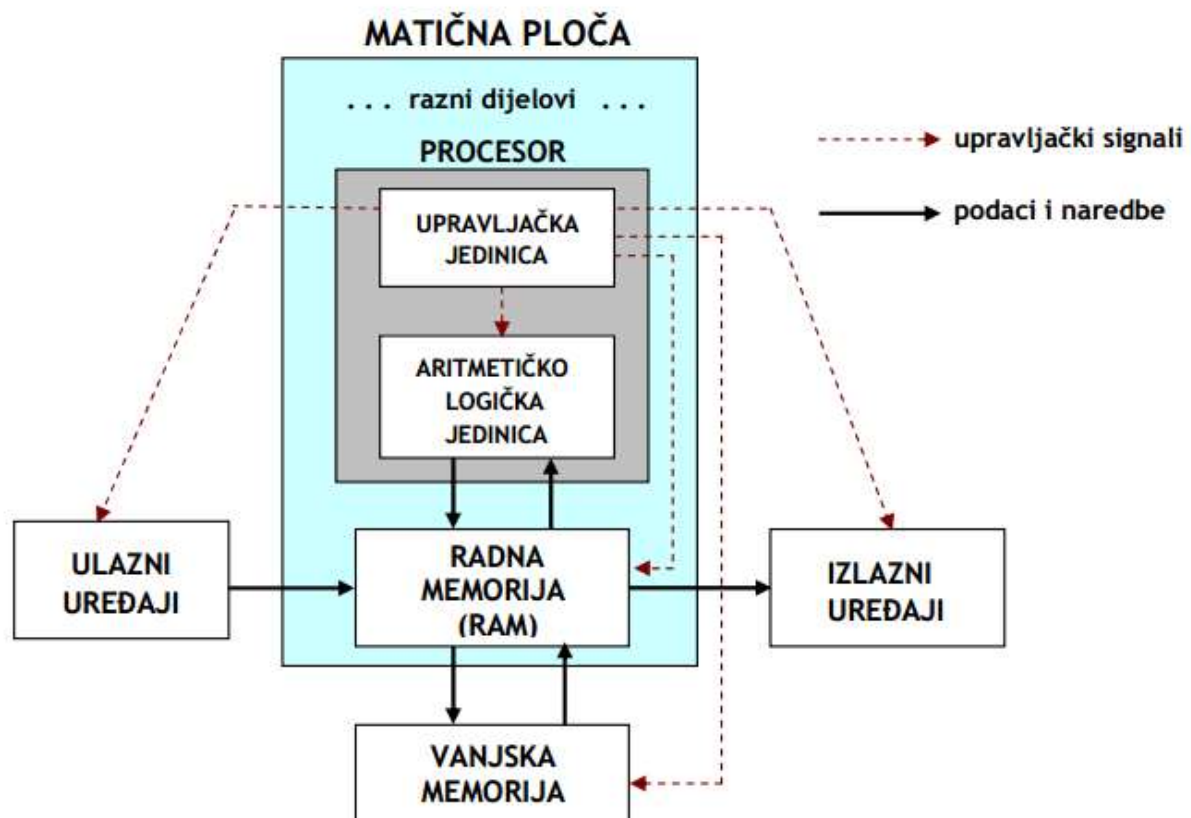 MATIČNA PLOČA
. . . razni dijelovi . . .
PROCESOR
UPRAVLJAČKA
JEDINICA
ARITMETIČKO
LOGIČKA
JEDINICA
upravljački signali
podaci i naredbe
ULAZNI
UREĐAJI
RADNA
MEMORIJA
(RAM)
IZLAZNI
UREĐAJI
VANJSKA
MEMORIJA